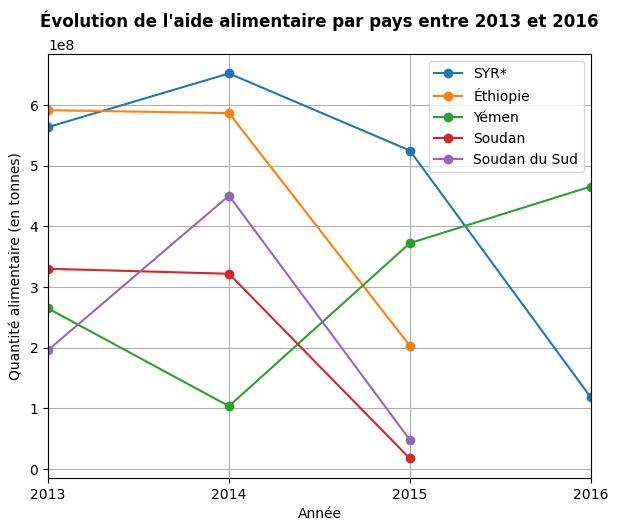 Évolution de l'aide alimentaire par pays entre 2013 et 2016
1e8
SYR*
Éthiopie
Yémen
Soudan
Soudan du Sud
6
5
4
3
2
1
0
Quantité alimentaire (en tonnes)
2013 2014 2015 2016
Année